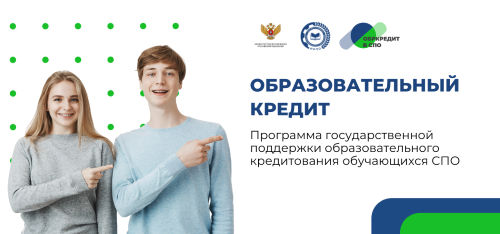 ОБРКРЕДИТ
В СПО
ОБРАЗОВАТЕЛЬНЫЙ
КРЕДИТ
Программа государственной
поддержки образовательного
кредитования обучающихся СПО